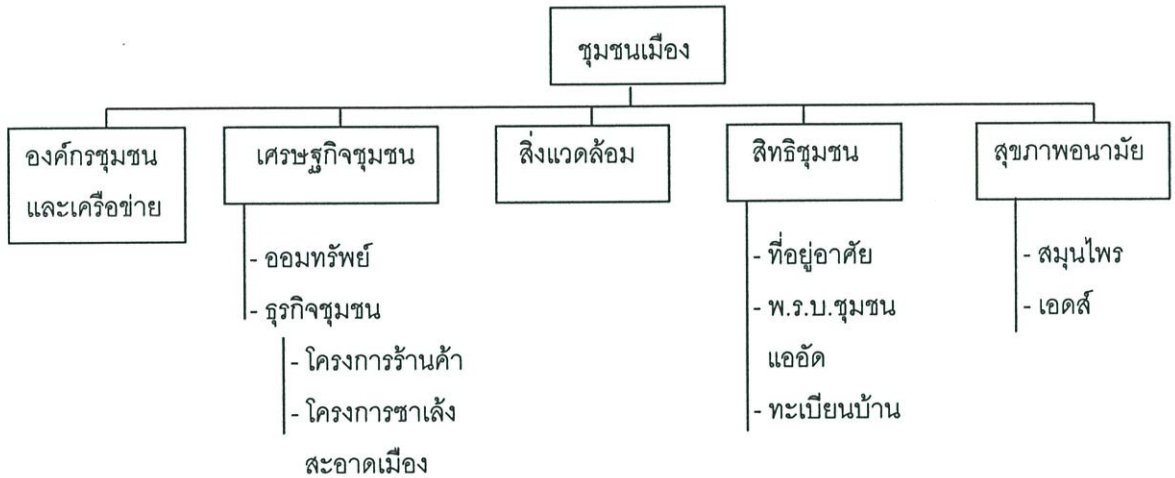 ชุมชนเมือง
องค์กรชุมชน
และเครือข่าย
เศรษฐกิจชุมชน
- ออมทรัพย์
- ธุรกิจชุมชน
- โครงการร้านค้า
- โครงการซาเล้ง
สะอาดเมือง
สิ่งแวดล้อม
สิทธิชุมชน
- ที่อยู่อาศัย
- พ.ร.บ.ชุมชน
แออัด
- ทะเบียนบ้าน
สุขภาพอนามัย
- สมุนไพร
- เอดส์